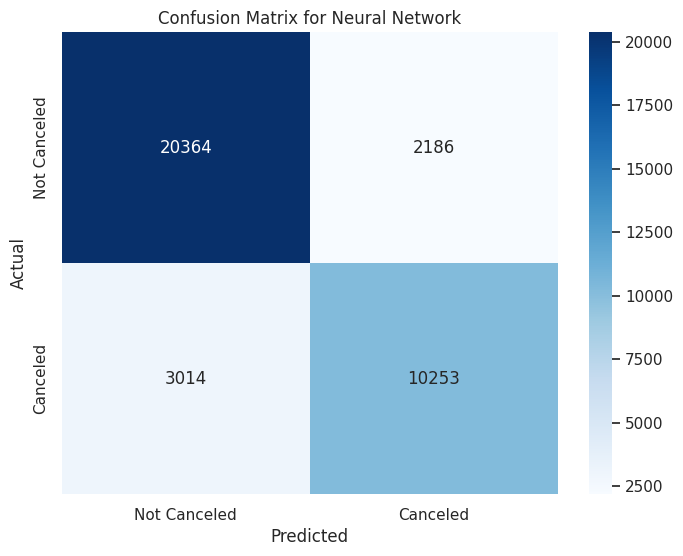 Confusion Matrix for Neural Network
Not Canceled
Canceled
Actual
20364
2186
3014
10253
Not Canceled
Canceled
Predicted
20000
17500
15000
12500
10000
7500
5000
2500